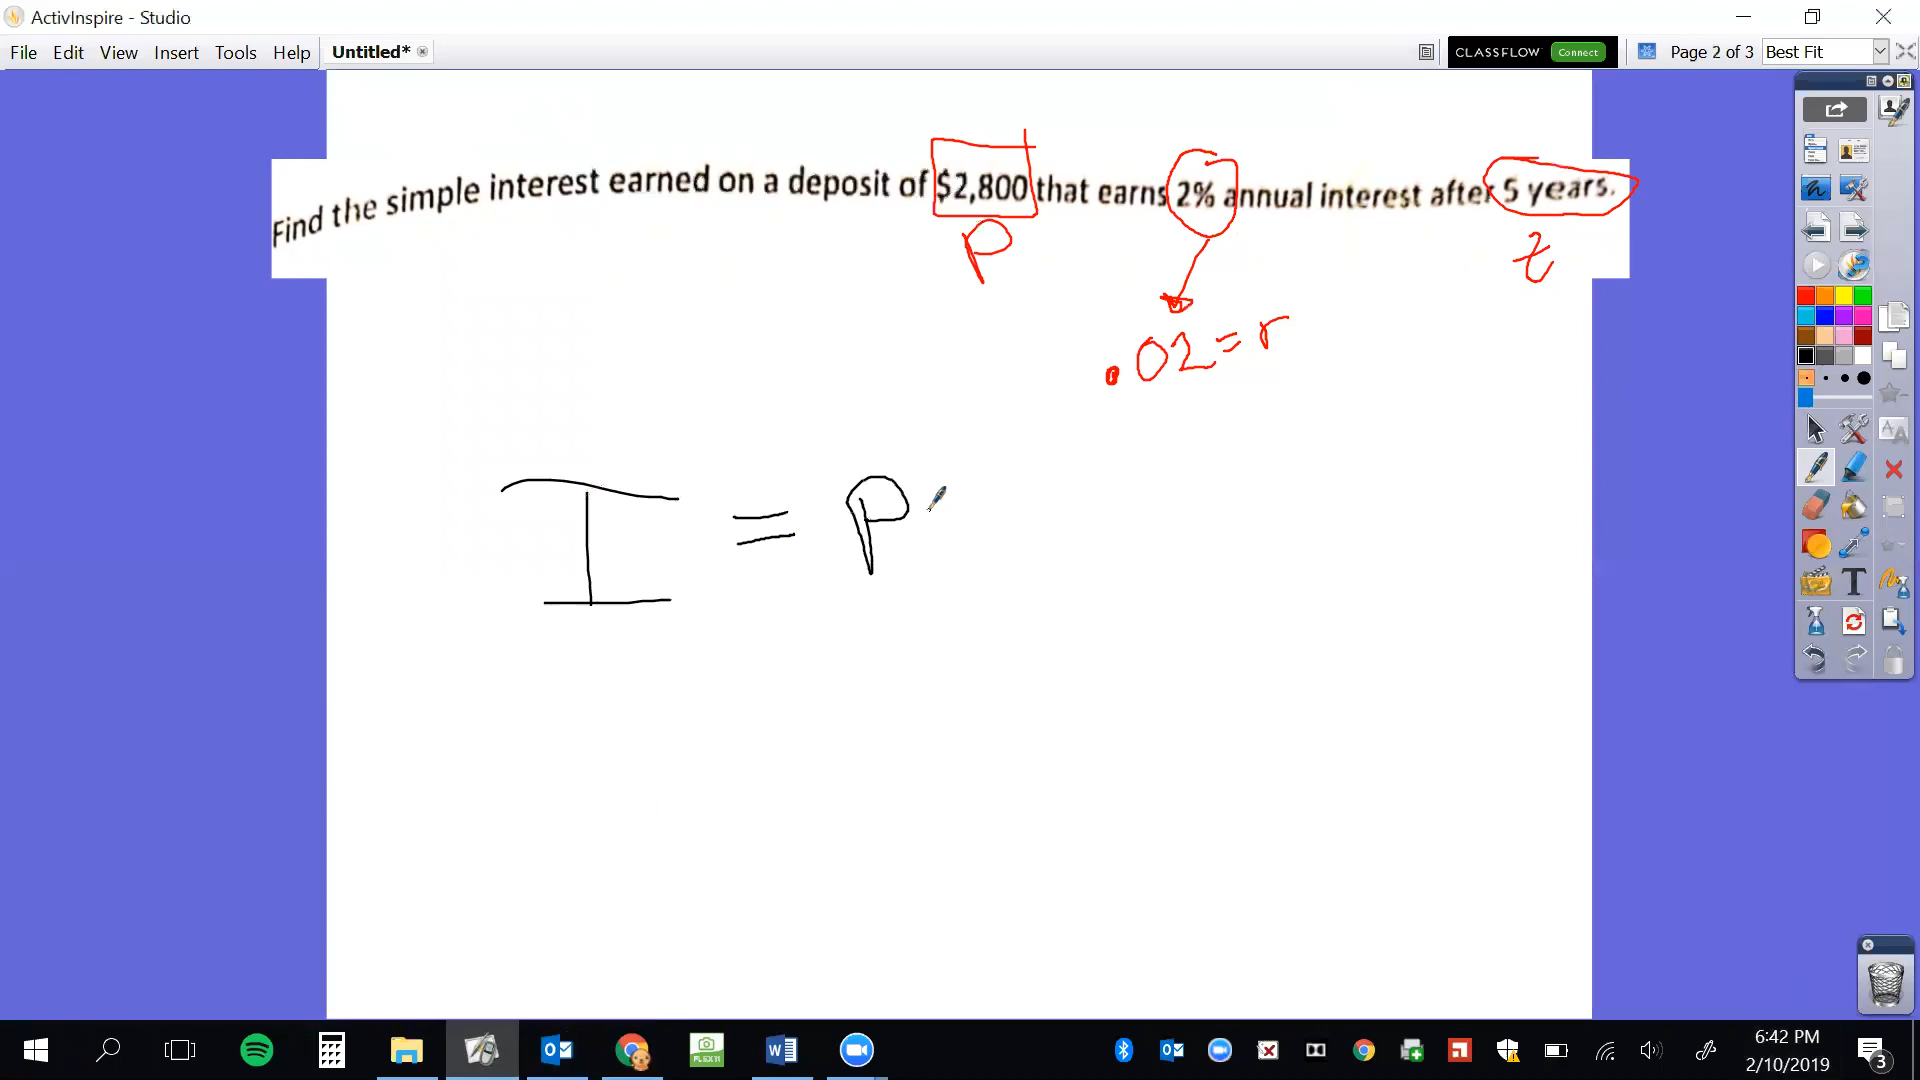 ActivInspire - Studio
File Edit View Insert Tools Help Untitled* CLASSFLOW Connect Page 2 of 3 Best Fit
Find the simple interest earned on a deposit of $2,800 that earns 2% annual interest after 5 years.
P
t
.02=r
I = P
6:42 PM
2/10/2019
3